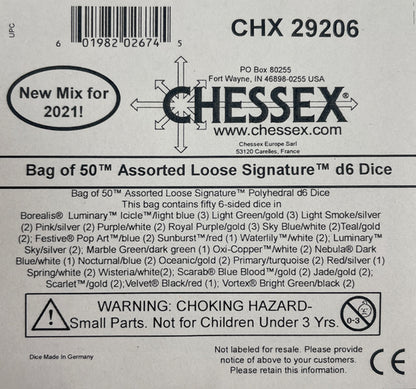 UPC
6 01982 02674 5
CHX 29206
New Mix for
2021!
PO Box 80255
Fort Wayne, IN 46898-0255 USA
CHESSEX®
www.chessex.com
Chessex Europe Sarl
53120 Carelles, France
Bag of 50™ Assorted Loose Signature™ d6 Dice
Bag of 50™ Assorted Loose Signature™ Polyhedral d6 Dice
This bag contains fifty 6-sided dice in
Borealis® Luminary™ Icicle™/light blue (3) Light Green/gold (3) Light Smoke/silver
(2) Pink/silver (2) Purple/white (2) Royal Purple/gold (3) Sky Blue/white (2)Teal/gold
(2); Festive® Pop Art™/blue (2) Sunburst™/red (1) Waterlily™/white (2); Luminary™
Sky/silver (2); Marble Green/dark green (1) Oxi-Copper™/white (2) Nebula® Dark
Blue/white (1) Nocturnal/blue (2) Oceanic/gold (2) Primary/turquoise (2) Red/silver (1)
Spring/white (2) Wisteria/white(2); Scarab® Blue Blood™/gold (2) Jade/gold (2);
Scarlet™/gold (2);Velvet® Black/red (1); Vortex® Bright Green/black (2)
WARNING: CHOKING HAZARD-
Small Parts. Not for Children Under 3 Yrs.
0-3
Dice Made In Germany
Not labeled for resale. Please provide
notice of above to your customers.
Please retain this information.
CE